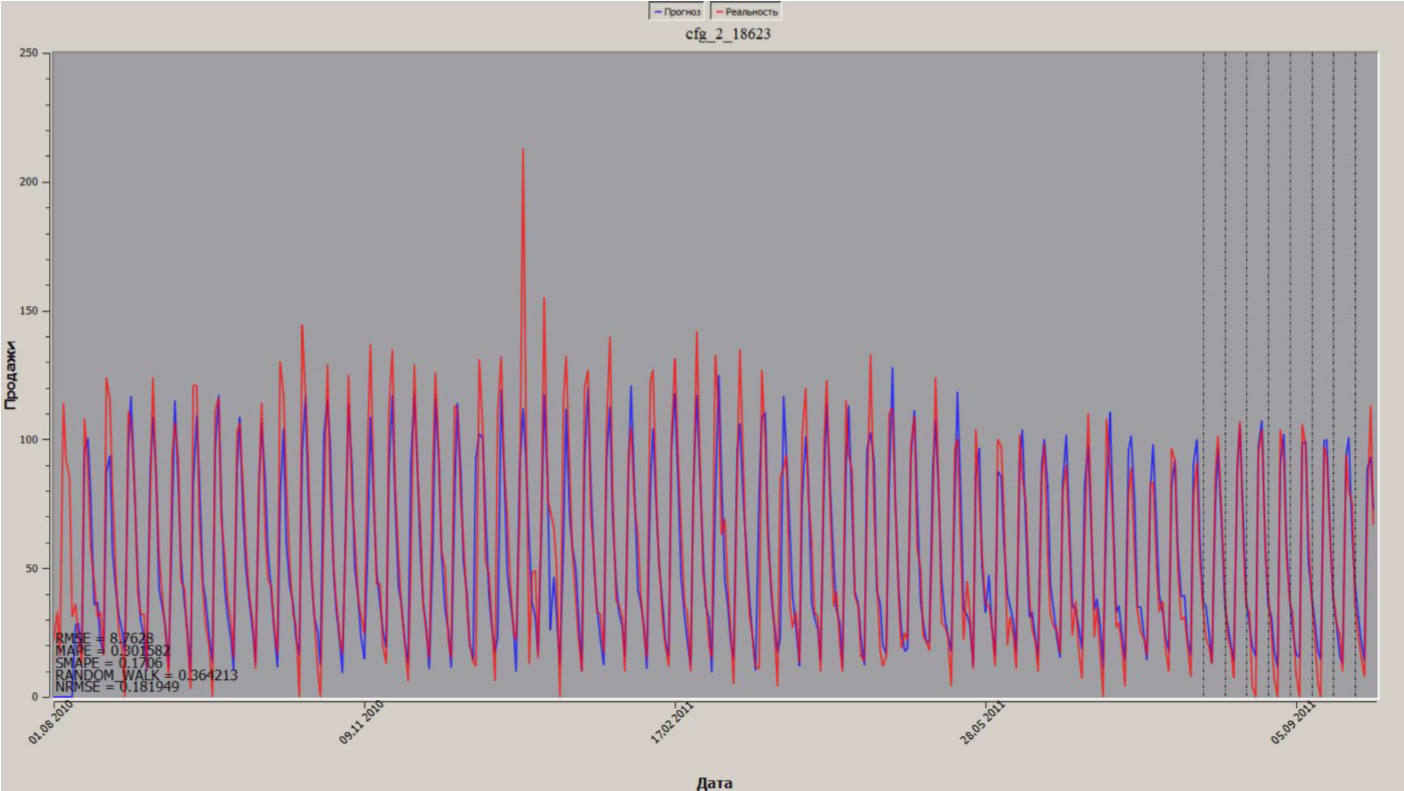 Прогноз Реальность
cfg_2_18623
250
200
150
100
50
0
Продажи
RMSE = 8.7628
MAPE = 0.301582
SMAPE = 0.1706
RANDOM_WALK = 0.364213
NRMSE = 0.181949
01.08 2010
09.11 2010
17.02 2011
28.05 2011
05.09 2011
Дата